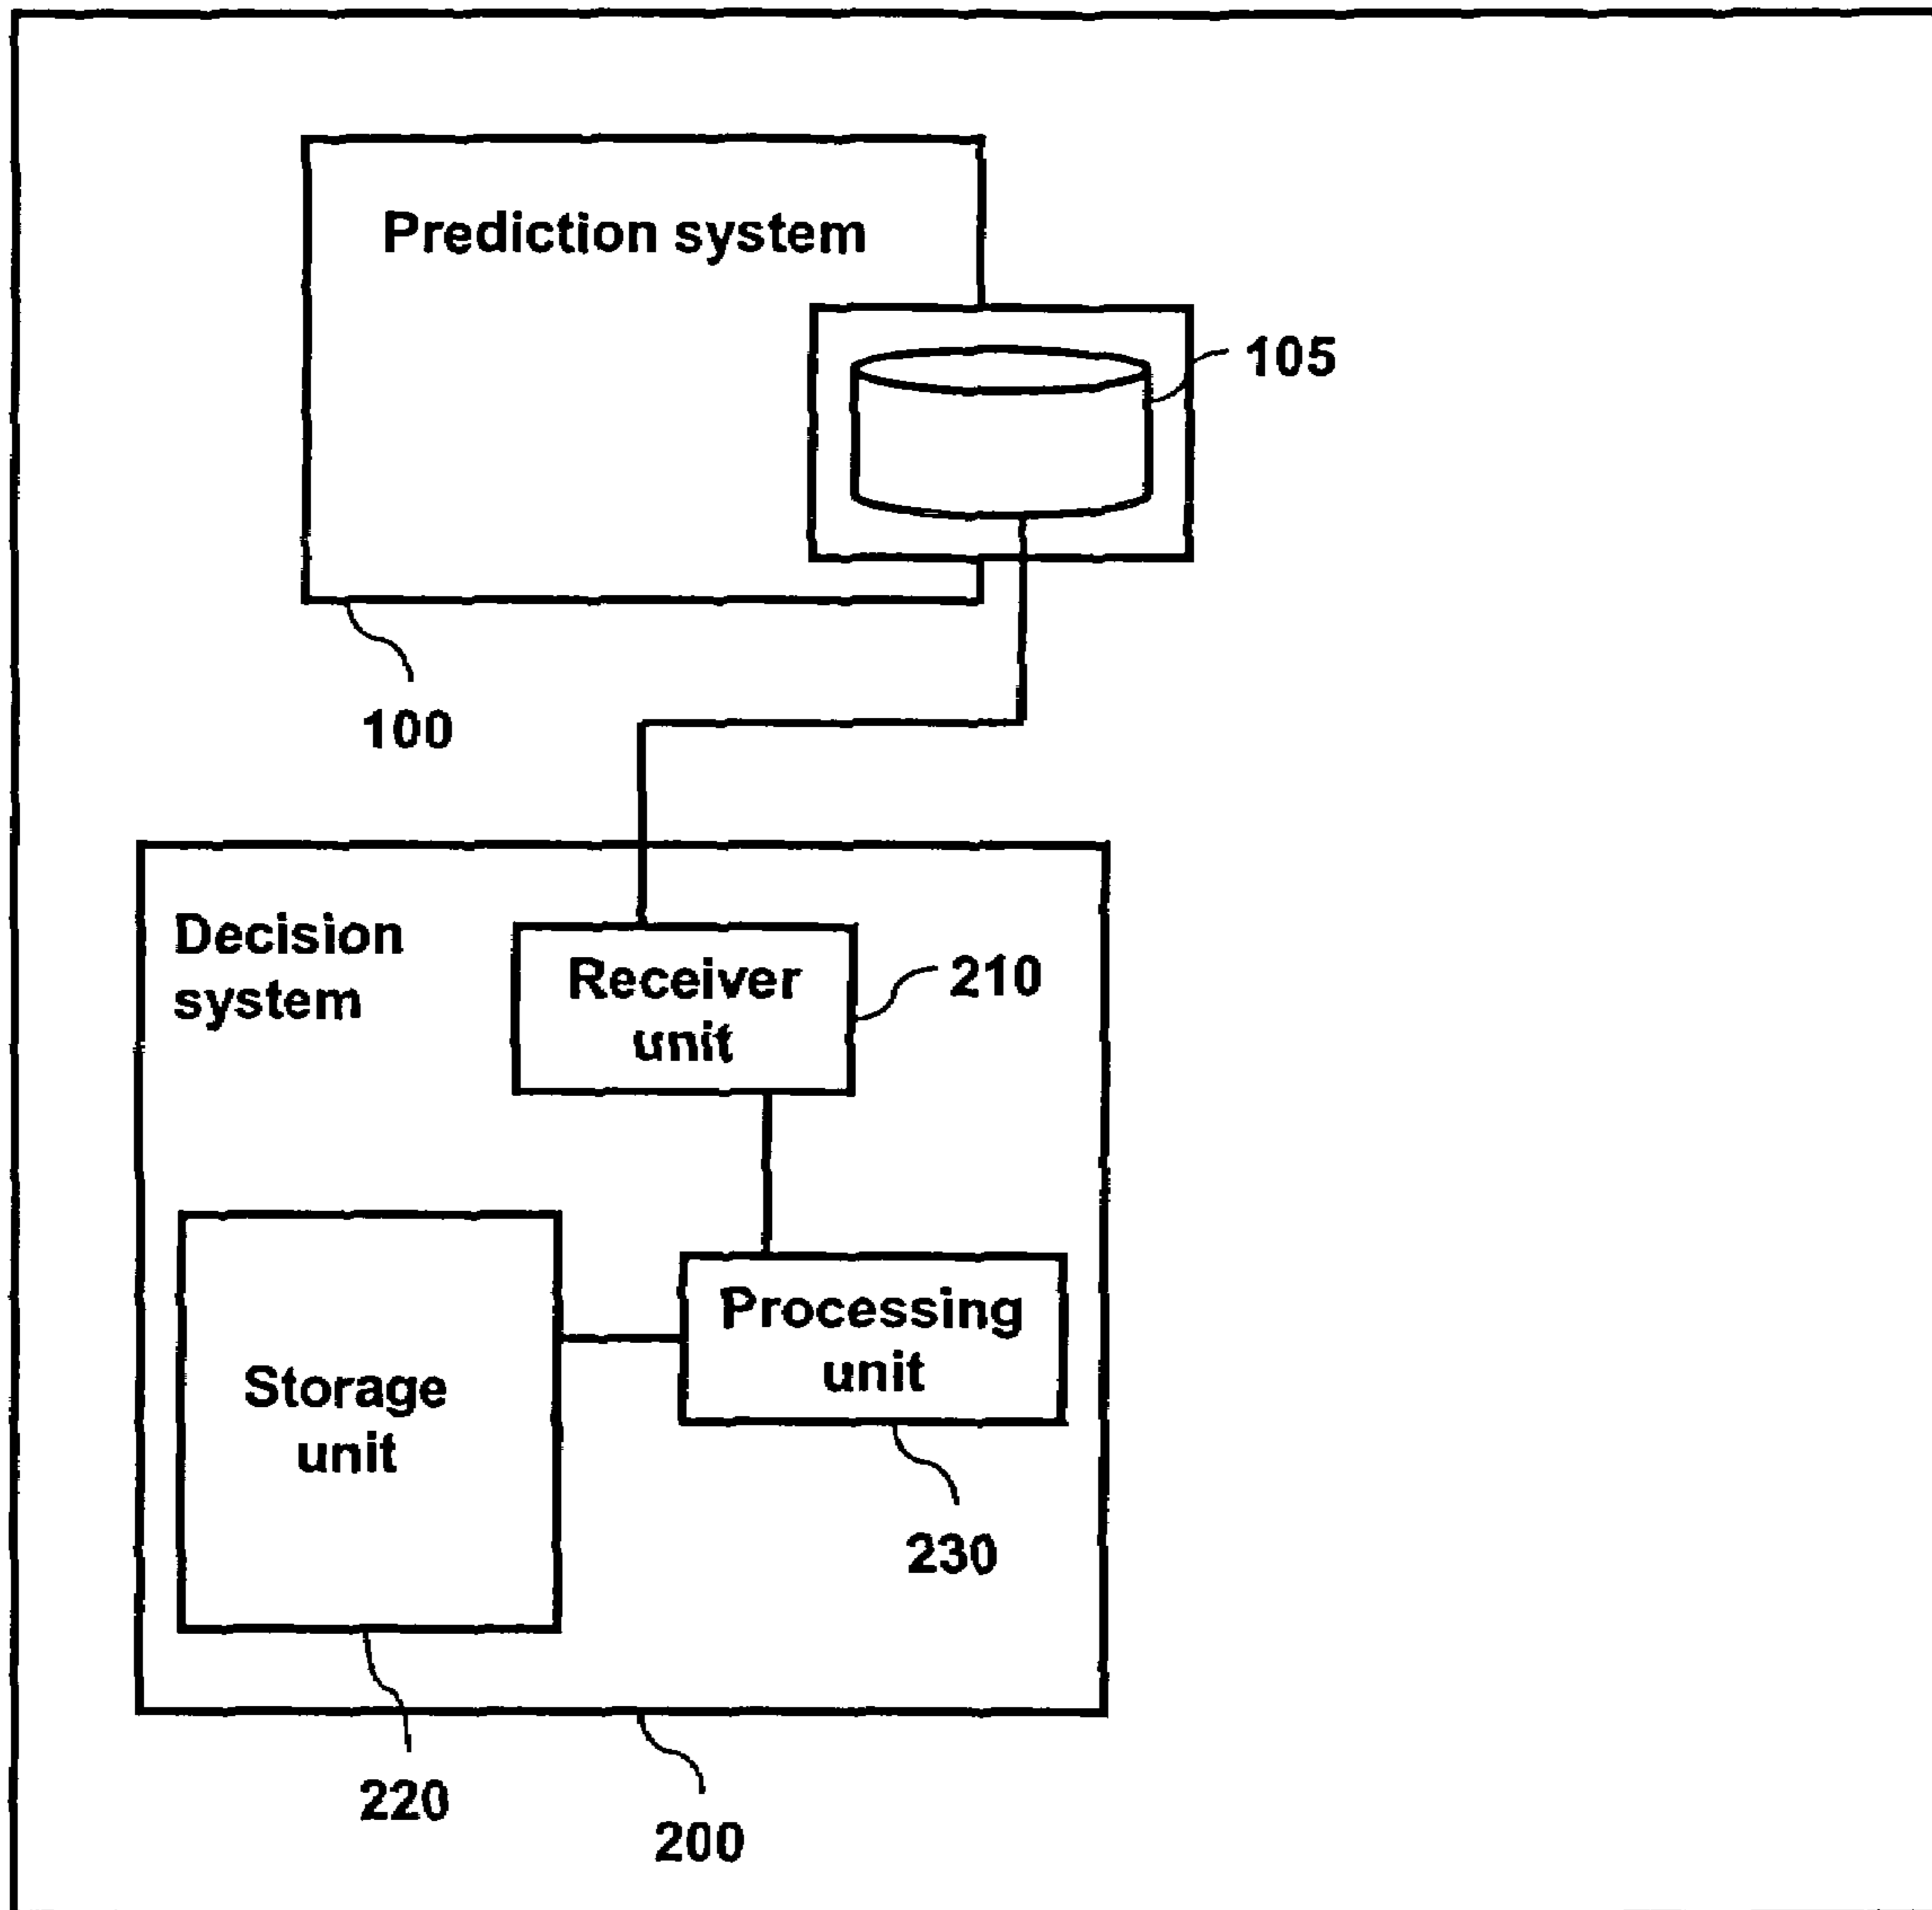 Prediction system
105
100
Decision
system
Receiver
unit
210
Processing
unit
Storage
unit
230
220
200